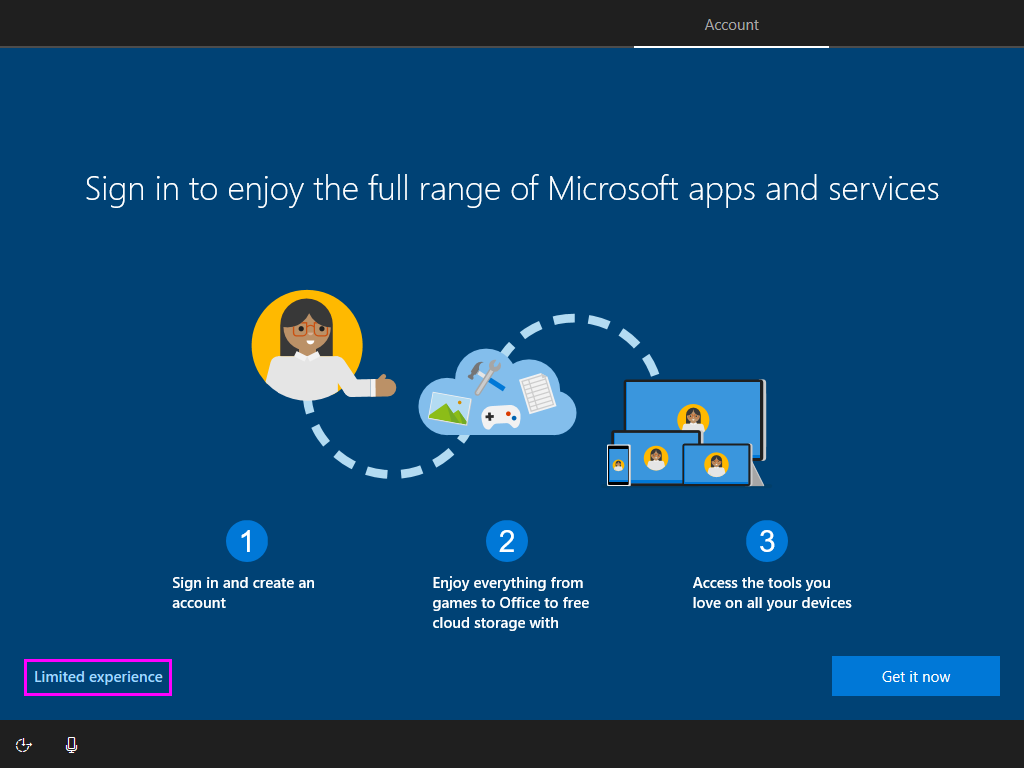 Account
Sign in to enjoy the full range of Microsoft apps and services
1
2
3
Sign in and create an
account
Enjoy everything from
games to Office to free
cloud storage with
Access the tools you
love on all your devices
Limited experience
Get it now